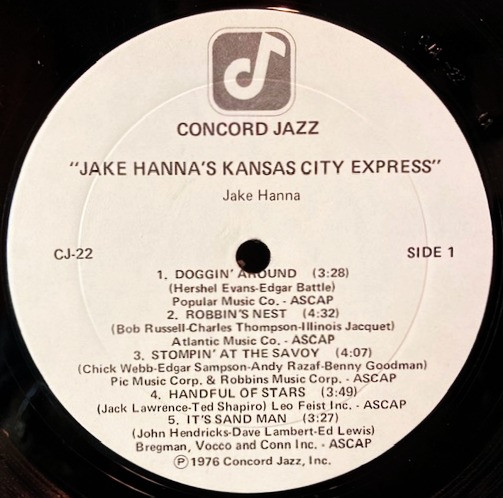 CONCORD JAZZ
"JAKE HANNA'S KANSAS CITY EXPRESS"
Jake Hanna
CJ-22 SIDE 1
1. DOGGIN' AROUND (3:28)
(Hershel Evans-Edgar Battle)
Popular Music Co. - ASCAP
2. ROBBIN'S NEST (4:32)
(Bob Russell-Charles Thompson-Illinois Jacquet)
Atlantic Music Co. - ASCAP
3. STOMPIN' AT THE SAVOY (4:07)
(Chick Webb-Edgar Sampson-Andy Razaf-Benny Goodman)
Pic Music Corp. & Robbins Music Corp. - ASCAP
4. HANDFUL OF STARS (3:49)
(Jack Lawrence-Ted Shapiro) Leo Feist Inc. - ASCAP
5. IT'S SAND MAN (3:27)
(John Hendricks-Dave Lambert-Ed Lewis)
Bregman, Vocco and Conn Inc. - ASCAP
Ⓟ 1976 Concord Jazz, Inc.